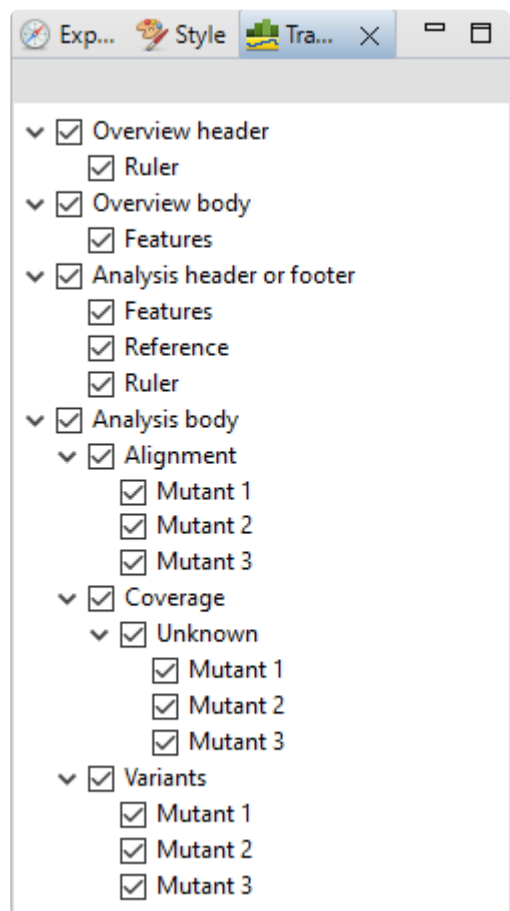 Exp... Style Tra...
Overview header
Ruler
Overview body
Features
Analysis header or footer
Features
Reference
Ruler
Analysis body
Alignment
Mutant 1
Mutant 2
Mutant 3
Coverage
Unknown
Mutant 1
Mutant 2
Mutant 3
Variants
Mutant 1
Mutant 2
Mutant 3